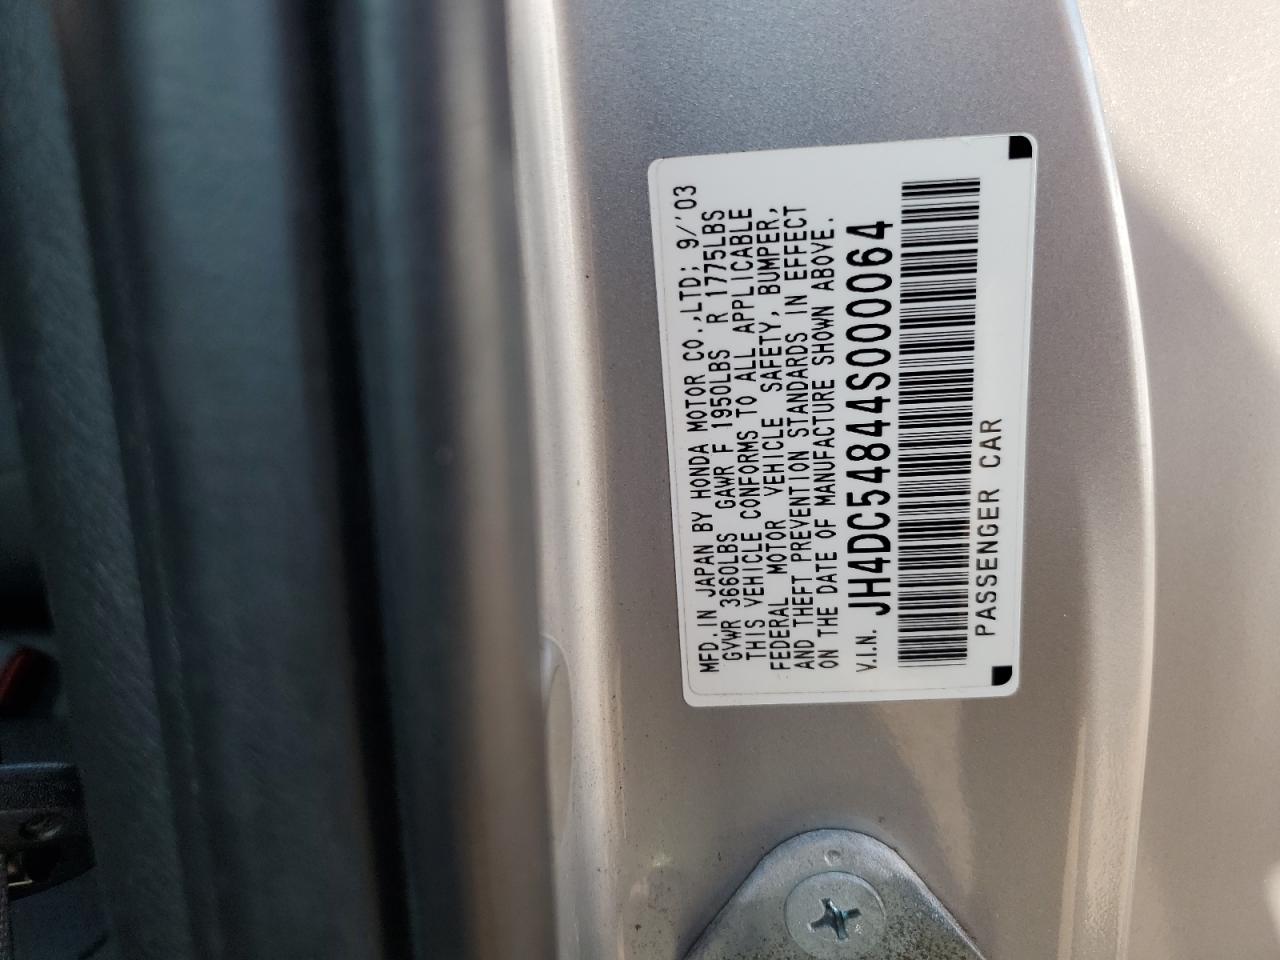 MFD. IN JAPAN BY HONDA MOTOR CO.,LTD; 9/'03
GVWR 3660LBS GAWR F 1950LBS R 1775LBS
THIS VEHICLE CONFORMS TO ALL APPLICABLE
FEDERAL MOTOR VEHICLE SAFETY, BUMPER,
AND THEFT PREVENTION STANDARDS IN EFFECT
ON THE DATE OF MANUFACTURE SHOWN ABOVE.
V.I.N. JH4DC54844S000064
PASSENGER CAR